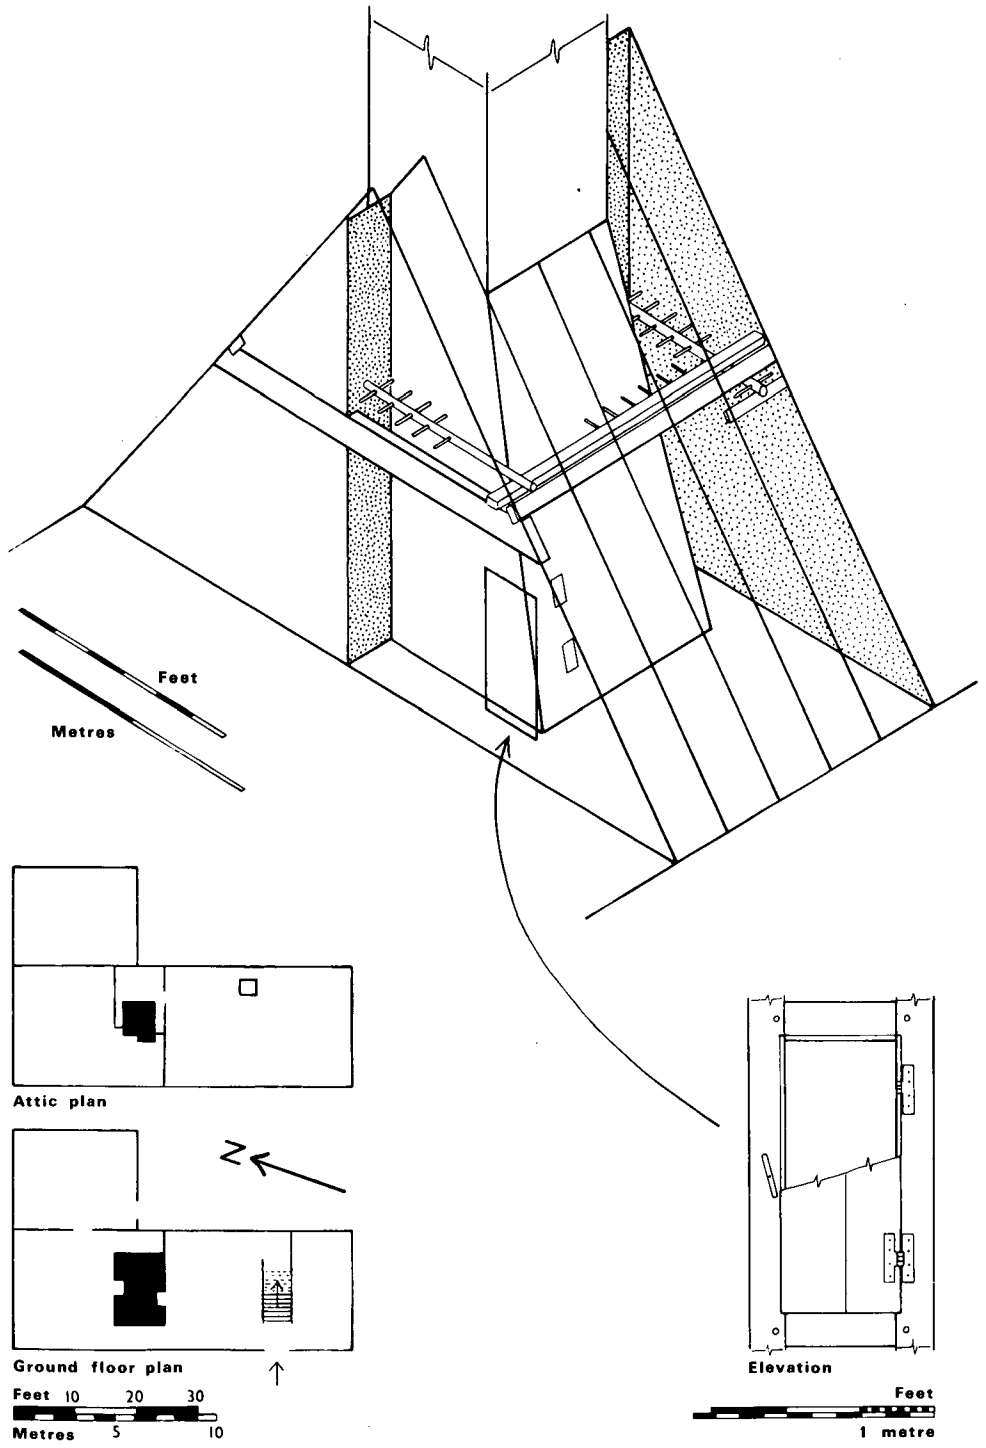 Feet
Metres
Attic plan
N
Ground floor plan
Feet 10 20 30
Metres 5 10
Elevation
Feet
1 metre